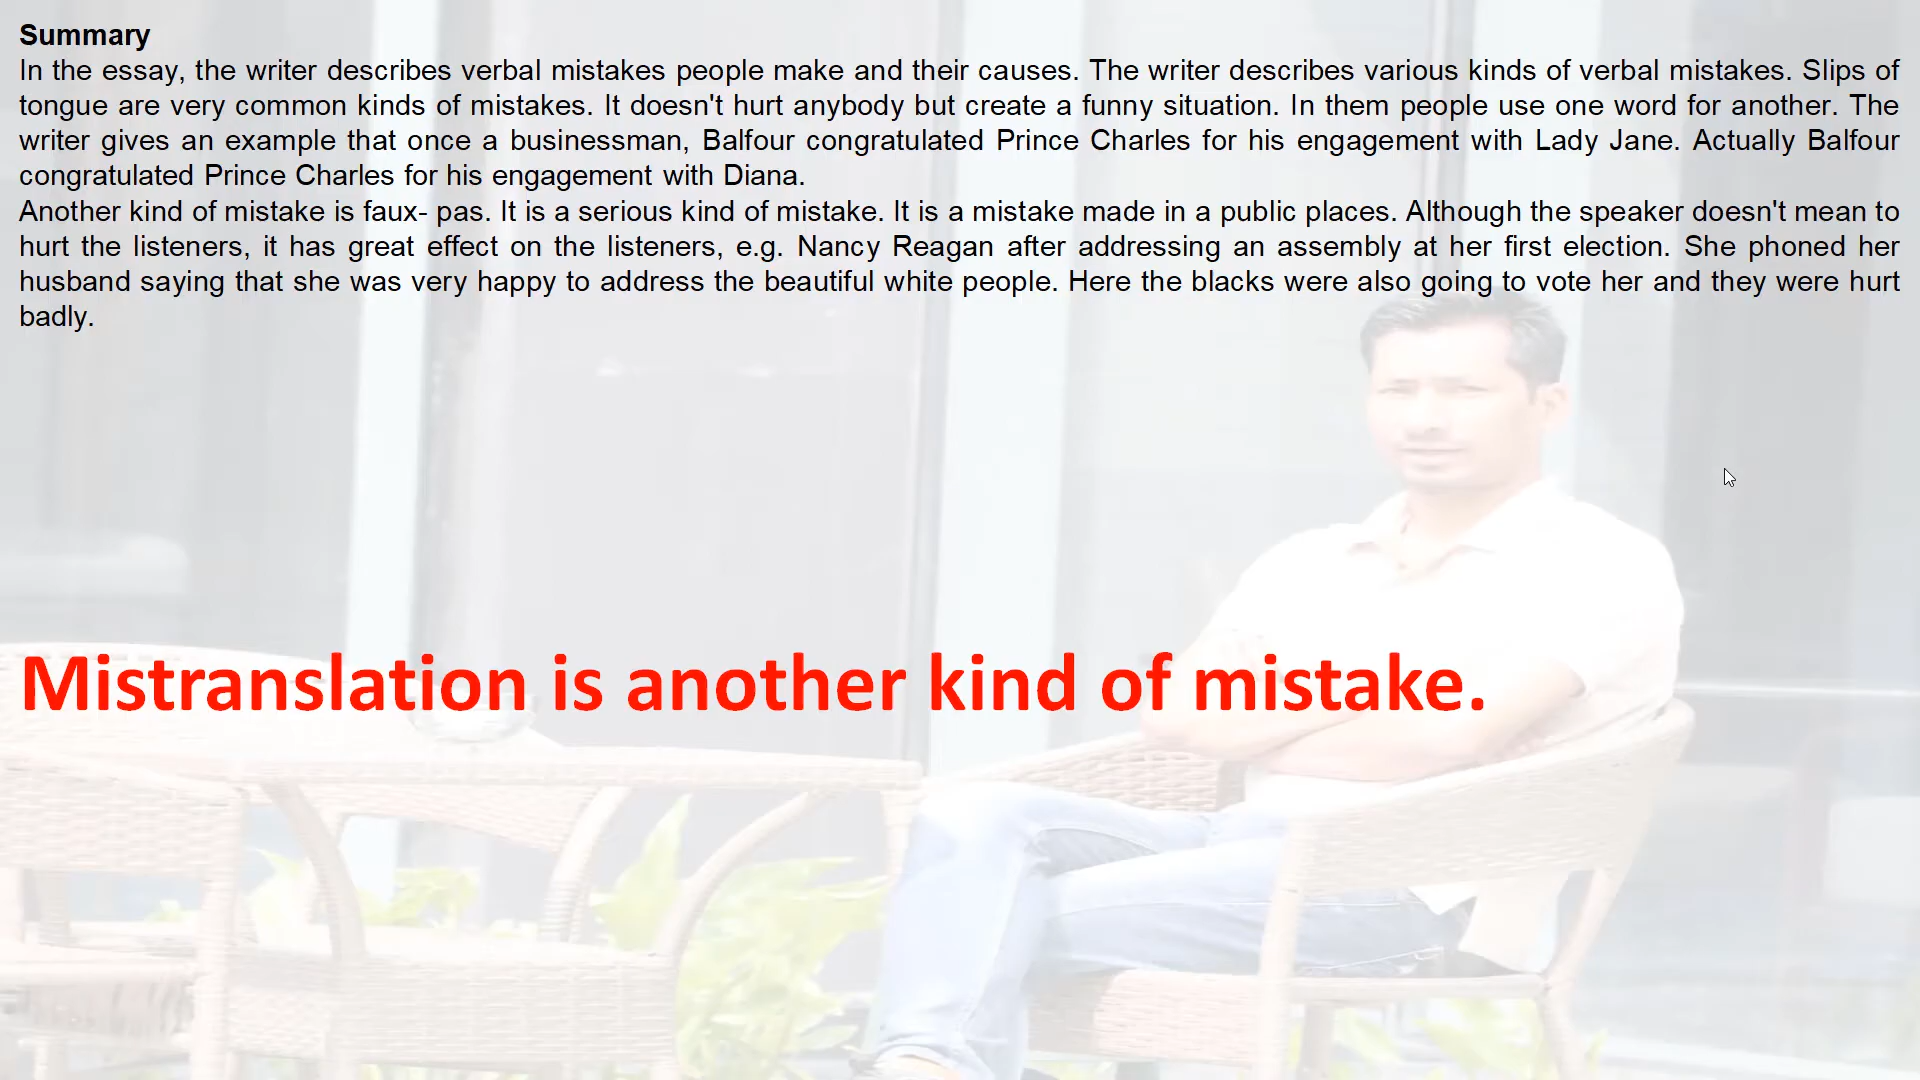 Summary
In the essay, the writer describes verbal mistakes people make and their causes. The writer describes various kinds of verbal mistakes. Slips of
tongue are very common kinds of mistakes. It doesn't hurt anybody but create a funny situation. In them people use one word for another. The
writer gives an example that once a businessman, Balfour congratulated Prince Charles for his engagement with Lady Jane. Actually Balfour
congratulated Prince Charles for his engagement with Diana.
Another kind of mistake is faux- pas. It is a serious kind of mistake. It is a mistake made in a public places. Although the speaker doesn't mean to
hurt the listeners, it has great effect on the listeners, e.g. Nancy Reagan after addressing an assembly at her first election. She phoned her
husband saying that she was very happy to address the beautiful white people. Here the blacks were also going to vote her and they were hurt
badly.
Mistranslation is another kind of mistake.